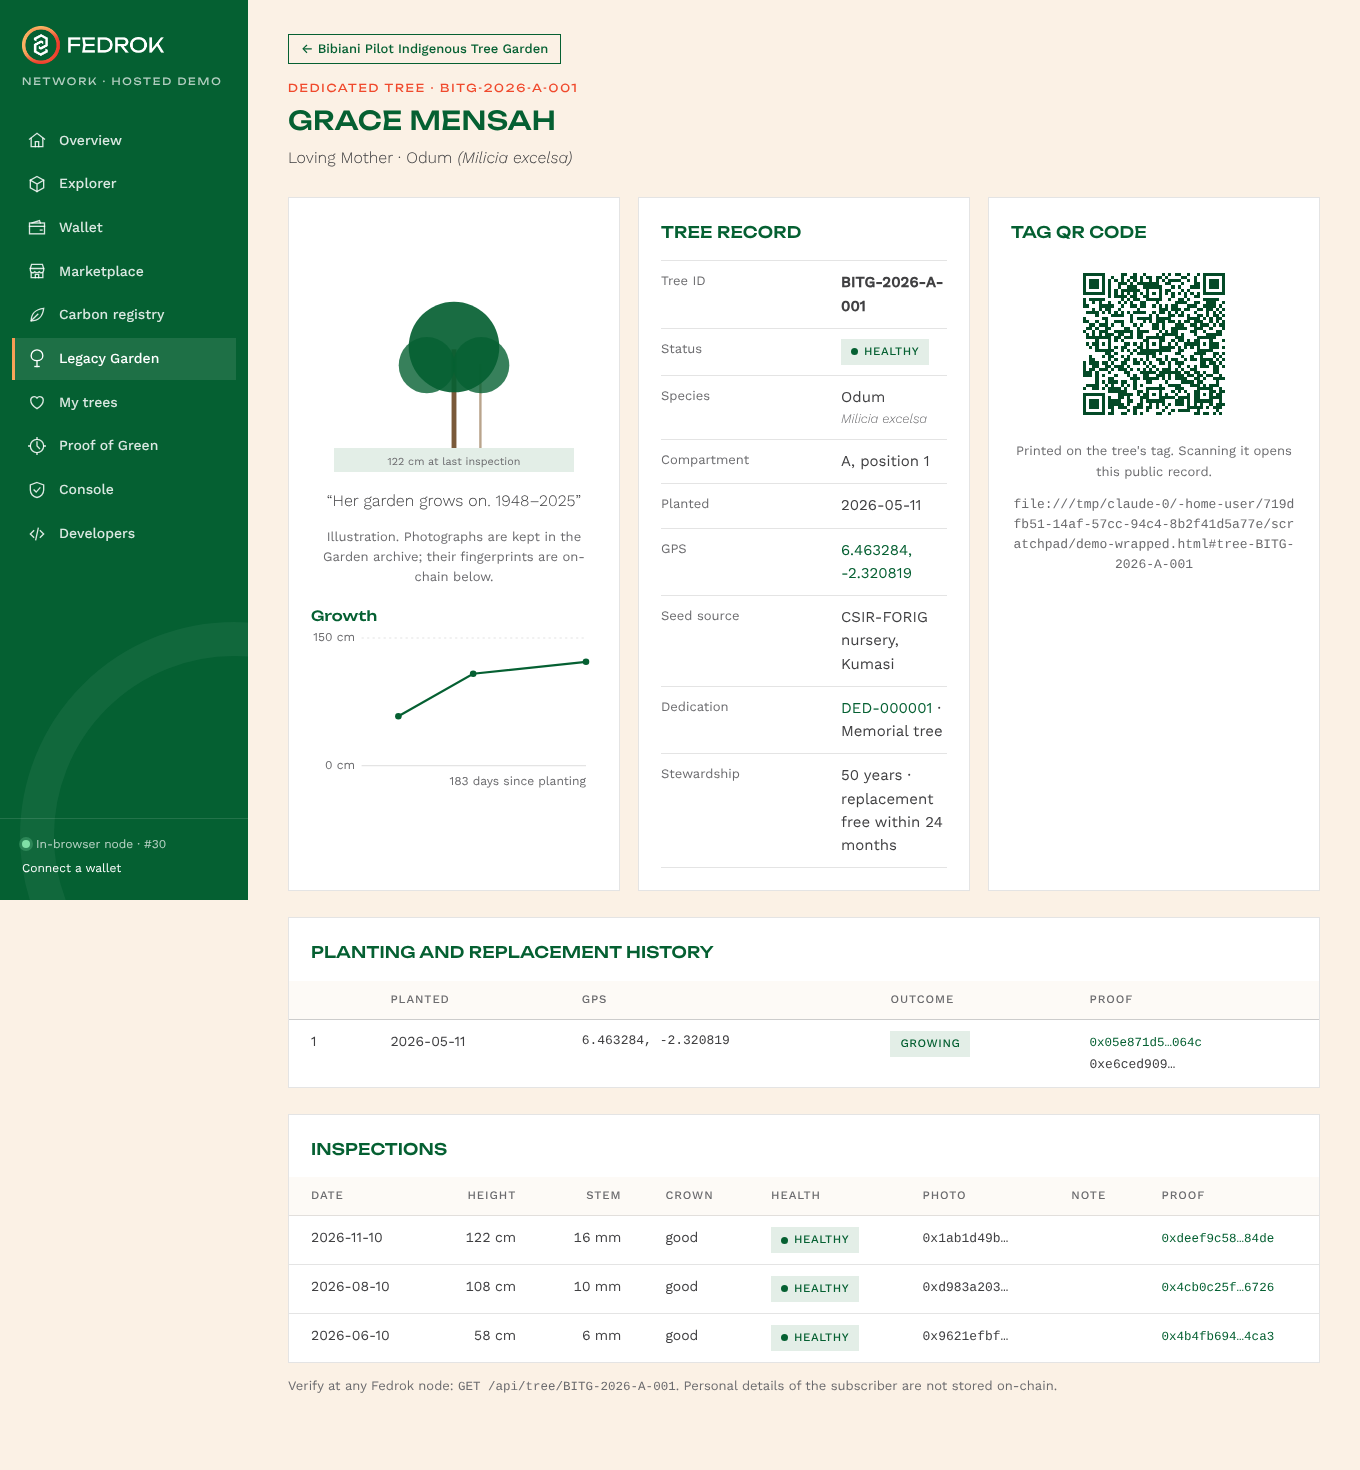 FEDROK
NETWORK · HOSTED DEMO
Overview
Explorer
Wallet
Marketplace
Carbon registry
Legacy Garden
My trees
Proof of Green
Console
Developers
In-browser node · #30
Connect a wallet
← Bibiani Pilot Indigenous Tree Garden
DEDICATED TREE · BITG-2026-A-001
GRACE MENSAH
Loving Mother · Odum (Milicia excelsa)
122 cm at last inspection
“Her garden grows on. 1948–2025”
Illustration. Photographs are kept in the
Garden archive; their fingerprints are on-
chain below.
Growth
150 cm
0 cm
183 days since planting
TREE RECORD
Tree ID
BITG-2026-A-
001
Status
HEALTHY
Species
Odum
Milicia excelsa
Compartment
A, position 1
Planted
2026-05-11
GPS
6.463284,
-2.320819
Seed source
CSIR-FORIG
nursery,
Kumasi
Dedication
DED-000001 ·
Memorial tree
Stewardship
50 years ·
replacement
free within 24
months
TAG QR CODE
Printed on the tree's tag. Scanning it opens
this public record.
file:///tmp/claude-0/-home-user/719d
fb51-14af-57cc-94c4-8b2f41d5a77e/scr
atchpad/demo-wrapped.html#tree-BITG-
2026-A-001
PLANTING AND REPLACEMENT HISTORY
PLANTED GPS OUTCOME PROOF
1 2026-05-11 6.463284, -2.320819 GROWING 0x05e871d5…064c
0xe6ced909…
INSPECTIONS
DATE HEIGHT STEM CROWN HEALTH PHOTO NOTE PROOF
2026-11-10 122 cm 16 mm good HEALTHY 0x1ab1d49b… 0xdeef9c58…84de
2026-08-10 108 cm 10 mm good HEALTHY 0xd983a203… 0x4cb0c25f…6726
2026-06-10 58 cm 6 mm good HEALTHY 0x9621efbf… 0x4b4fb694…4ca3
Verify at any Fedrok node: GET /api/tree/BITG-2026-A-001. Personal details of the subscriber are not stored on-chain.